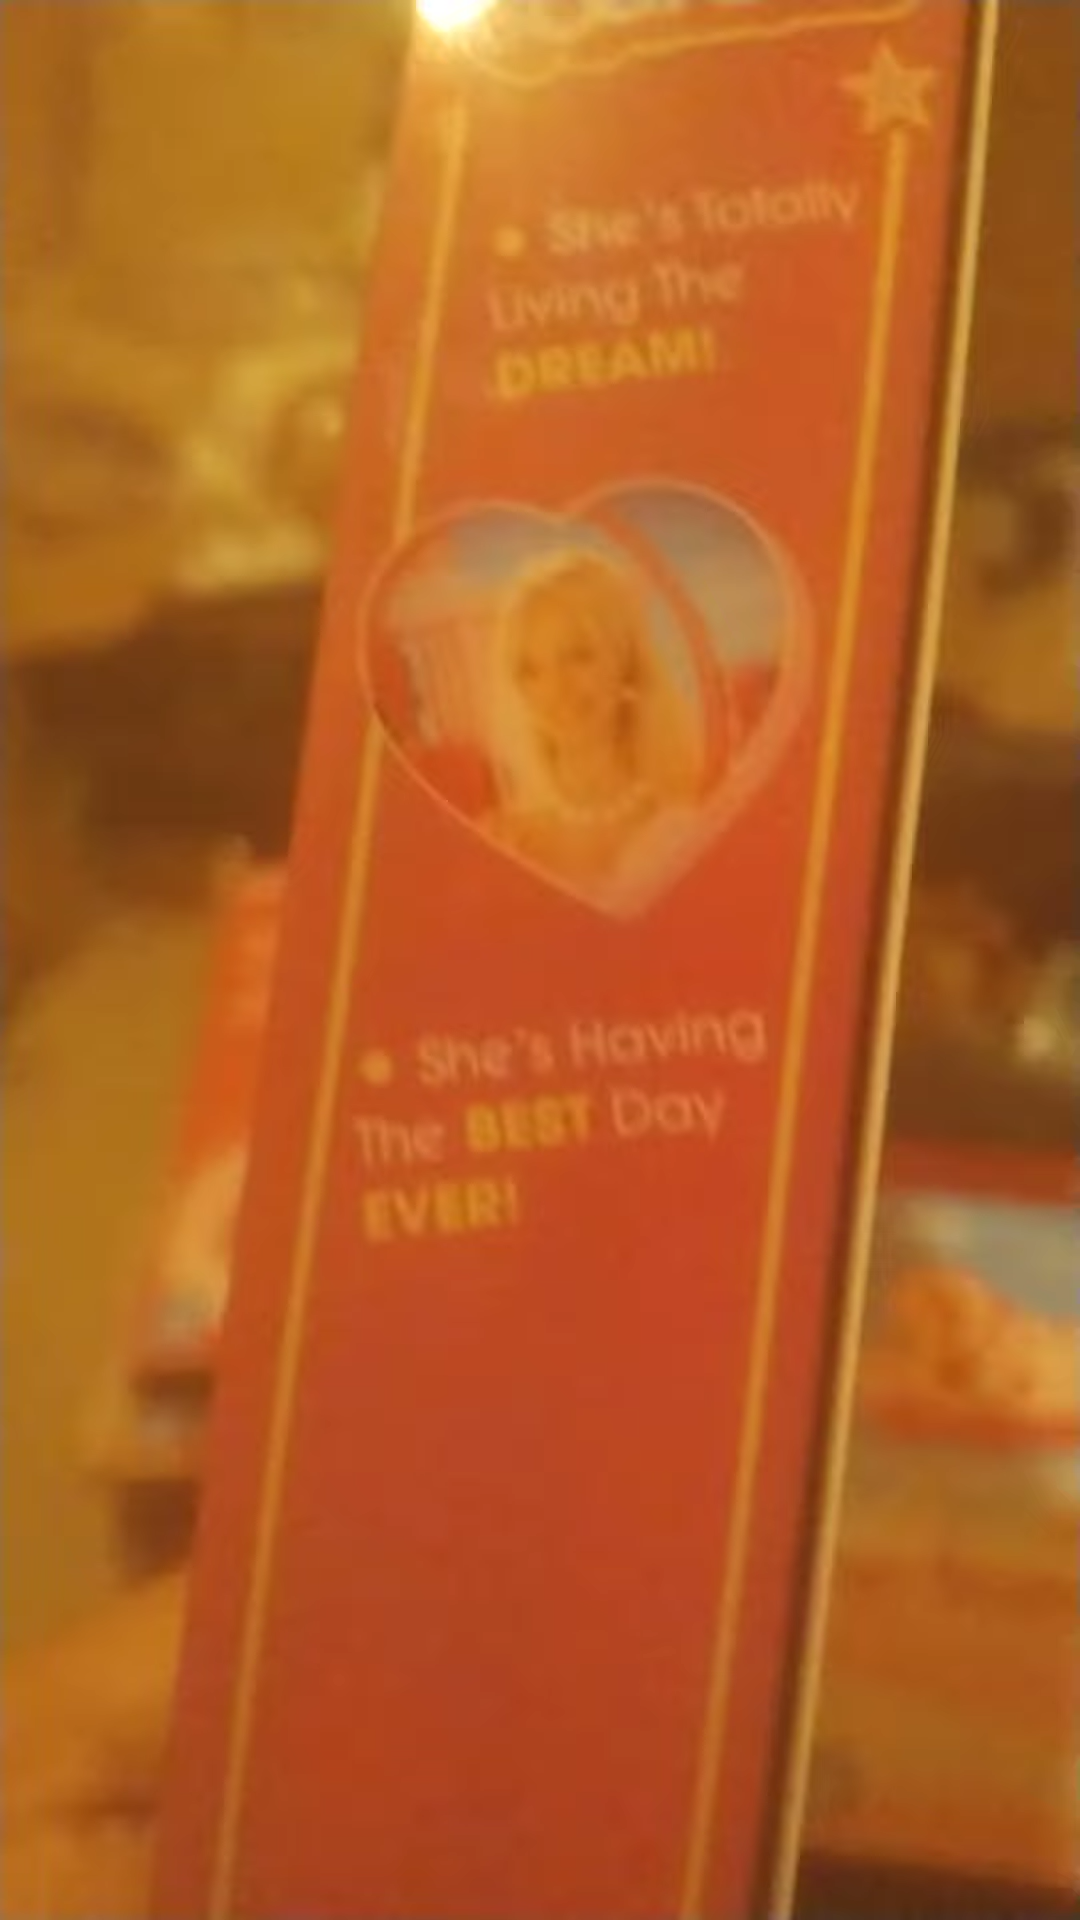 • She's Totally
Living The
DREAM!
• She's Having
The BEST Day
EVER!